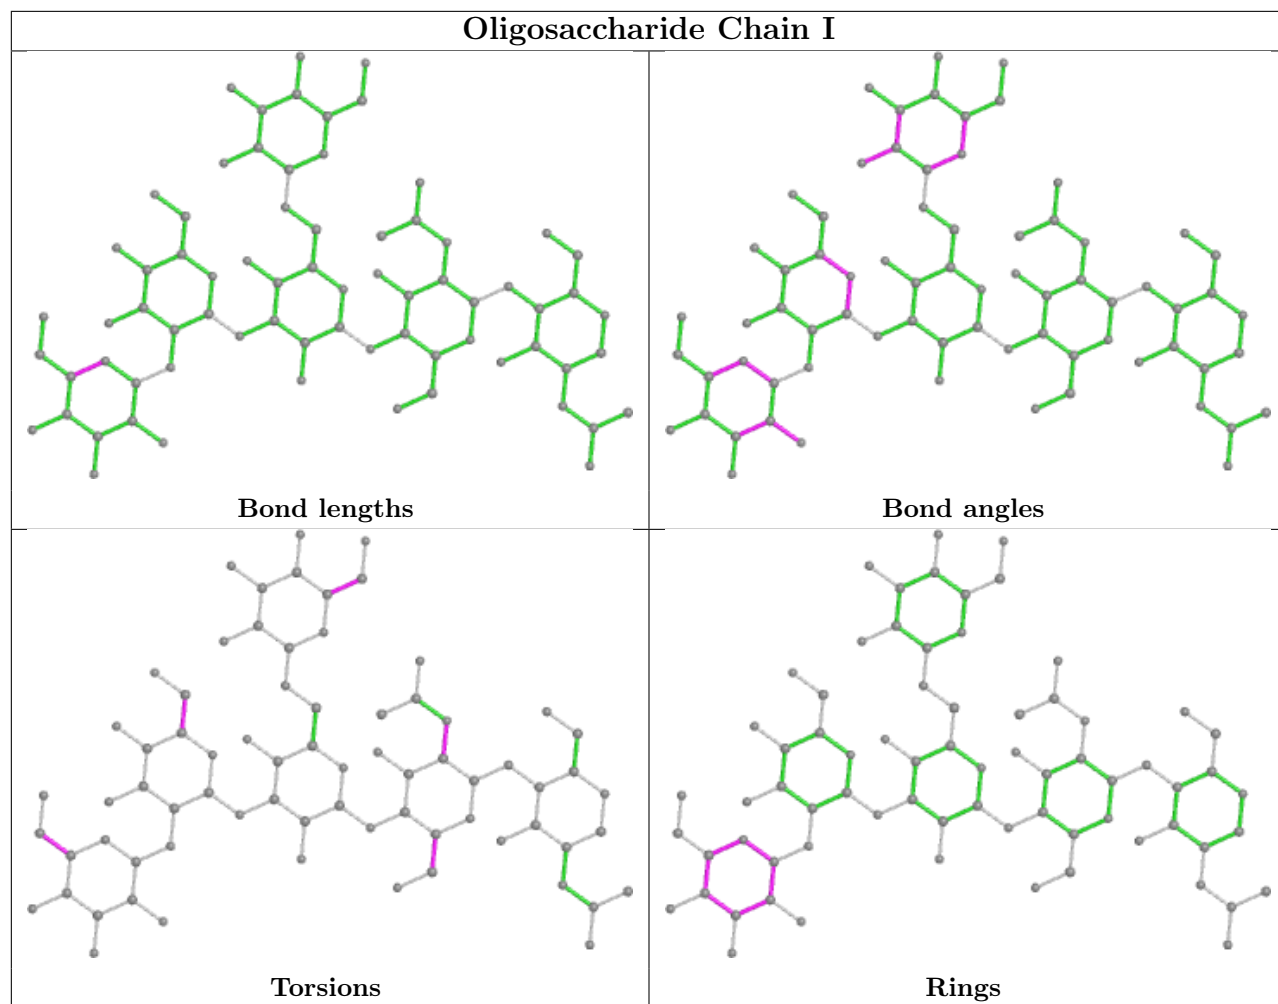 Oligosaccharide Chain I
Bond lengths
Bond angles
Torsions
Rings